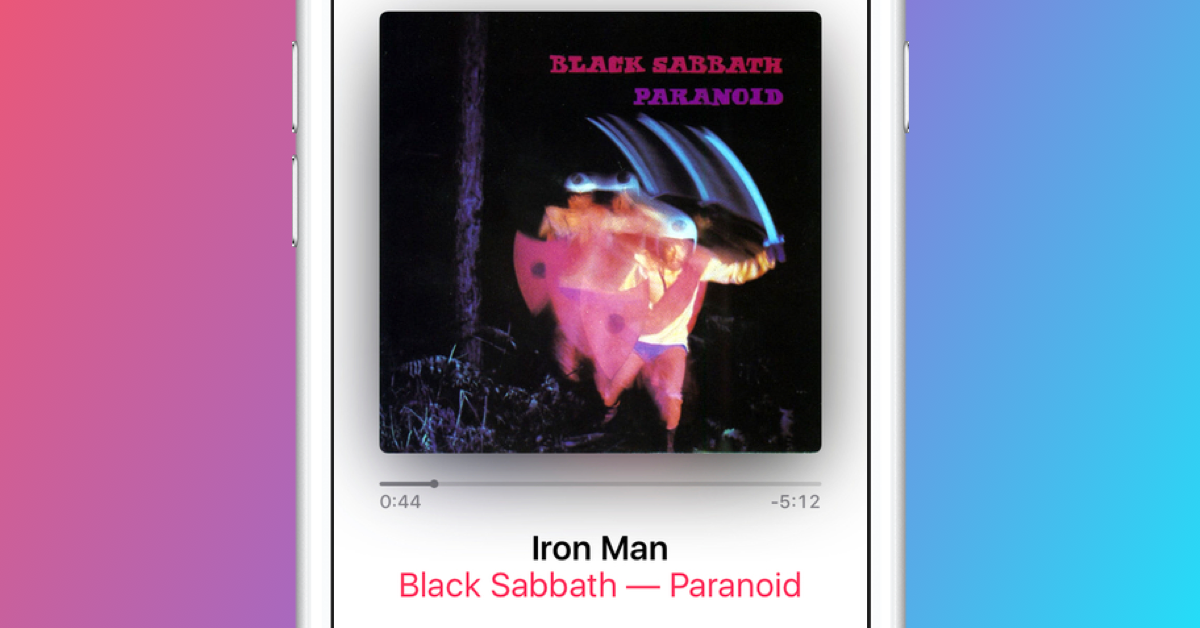 BLACK SABBATH
PARANOID
0:44 -5:12
Iron Man
Black Sabbath — Paranoid